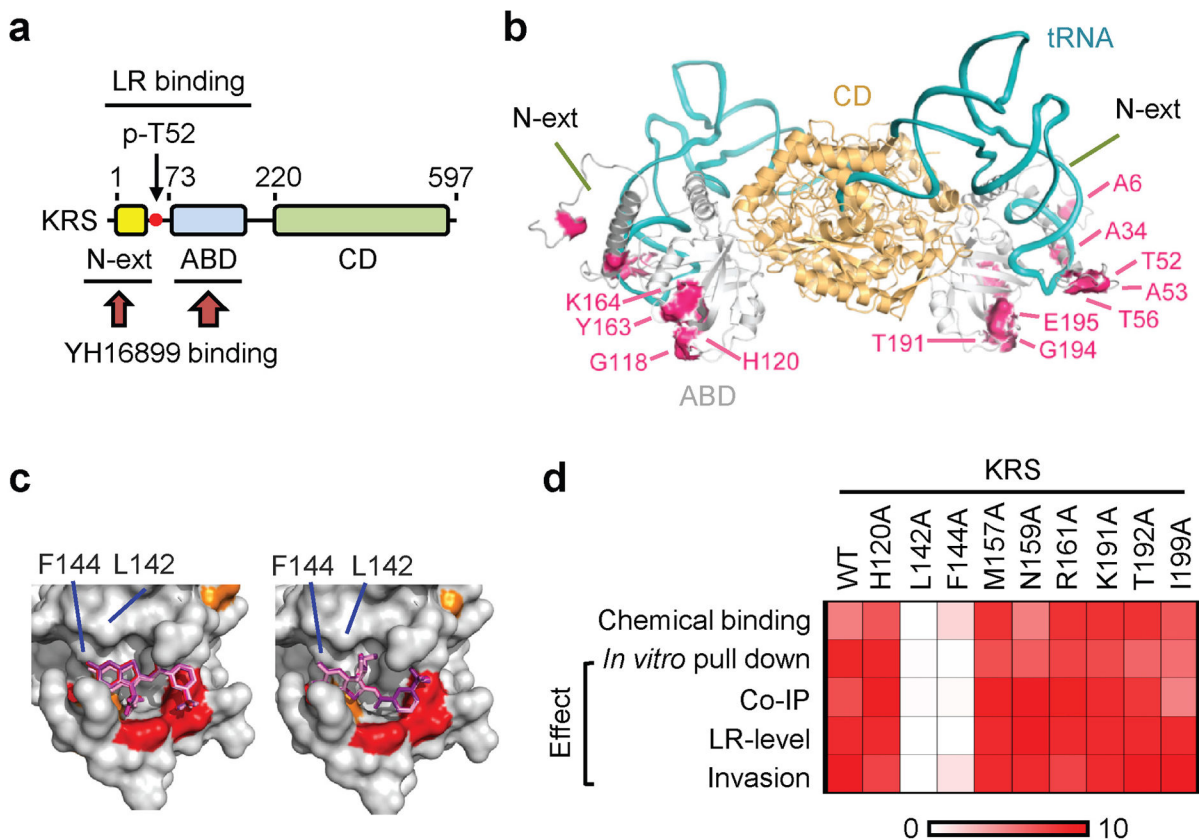 a
LR binding
p-T52
1 73 220 597
KRS
N-ext ABD CD
YH16899 binding
b
tRNA
CD
N-ext
N-ext
A6
A34
T52
A53
T56
K164
Y163
G118
H120
T191
E195
G194
ABD
c
F144 L142
F144 L142
d
KRS
WT H120A L142A F144A M157A N159A R161A K191A T192A I199A
Chemical binding
In vitro pull down
Co-IP
LR-level
Invasion
Effect
0 10